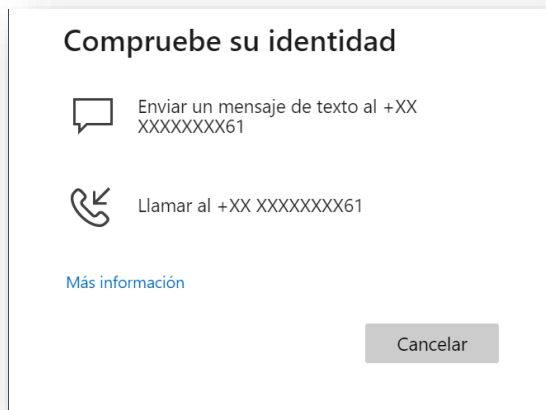 Compruebe su identidad
Enviar un mensaje de texto al +XX
XXXXXXXX61
Llamar al +XX XXXXXXXX61
Más información
Cancelar